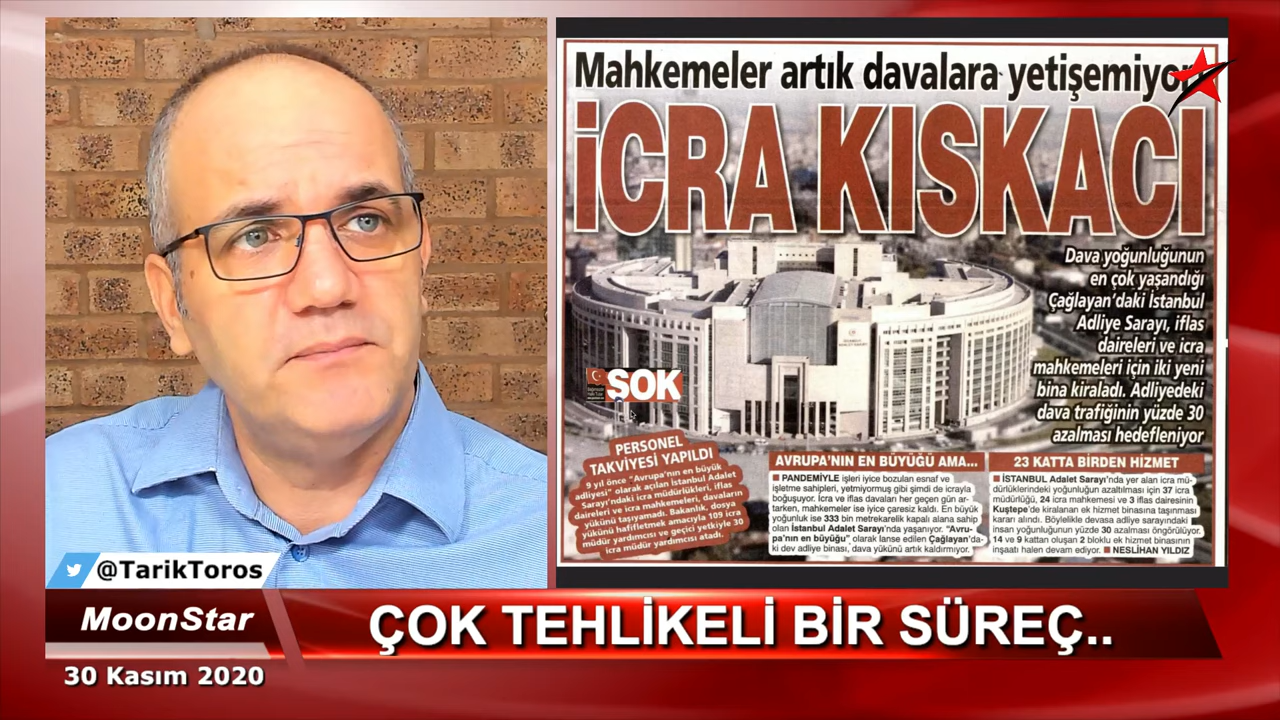 Mahkemeler artık davalara yetişemiyor
İCRA KISKACI
Dava yoğunluğunun
en çok yaşandığı
Çağlayan'daki İstanbul
Adliye Sarayı, iflas
daireleri ve icra
mahkemeleri için iki yeni
bina kiraladı. Adliyedeki
dava trafiğinin yüzde 30
azalması hedefleniyor
ŞOK
PERSONEL
TAKVİYESİ YAPILDI
9 yıl önce "Avrupa'nın en büyük
adliyesi" olarak açılan İstanbul Adalet
Sarayı'ndaki icra müdürlükleri, iflas
daireleri ve icra mahkemeleri, davaların
yükünü taşıyamadı. Bakanlık, dosya
yükünü hafifletmek amacıyla 109 icra
müdür yardımcısı ve geçici yetkiyle 30
icra müdür yardımcısı atadı.
AVRUPA'NIN EN BÜYÜĞÜ AMA...
PANDEMİYLE işleri iyice bozulan esnaf ve
işletme sahipleri, yetmiyormuş gibi şimdi de icrayla
boğuşuyor. İcra ve iflas davaları her geçen gün ar-
tarken, mahkemeler ise iyice çaresiz kaldı. En büyük
yoğunluk ise 333 bin metrekarelik kapalı alana sahip
olan İstanbul Adalet Sarayı'nda yaşanıyor. "Avru-
pa'nın en büyüğü" olarak lanse edilen Çağlayan'da-
ki dev adliye binası, dava yükünü artık kaldırmıyor.
23 KATTA BİRDEN HİZMET
İSTANBUL Adalet Sarayı'nda yer alan icra mü-
dürlüklerindeki yoğunluğun azaltılması için 37 icra
müdürlüğü, 24 icra mahkemesi ve 3 iflas dairesinin
Kuştepe'de kiralanan ek hizmet binasına taşınması
kararı alındı. Böylelikle devasa adliye sarayındaki
insan yoğunluğunun yüzde 30 azalması öngörülüyor.
14 ve 9 kattan oluşan 2 bloklu ek hizmet binasının
inşaatı halen devam ediyor. NESLİHAN YILDIZ
@TarikToros
MoonStar
ÇOK TEHLİKELİ BİR SÜREÇ..
30 Kasım 2020